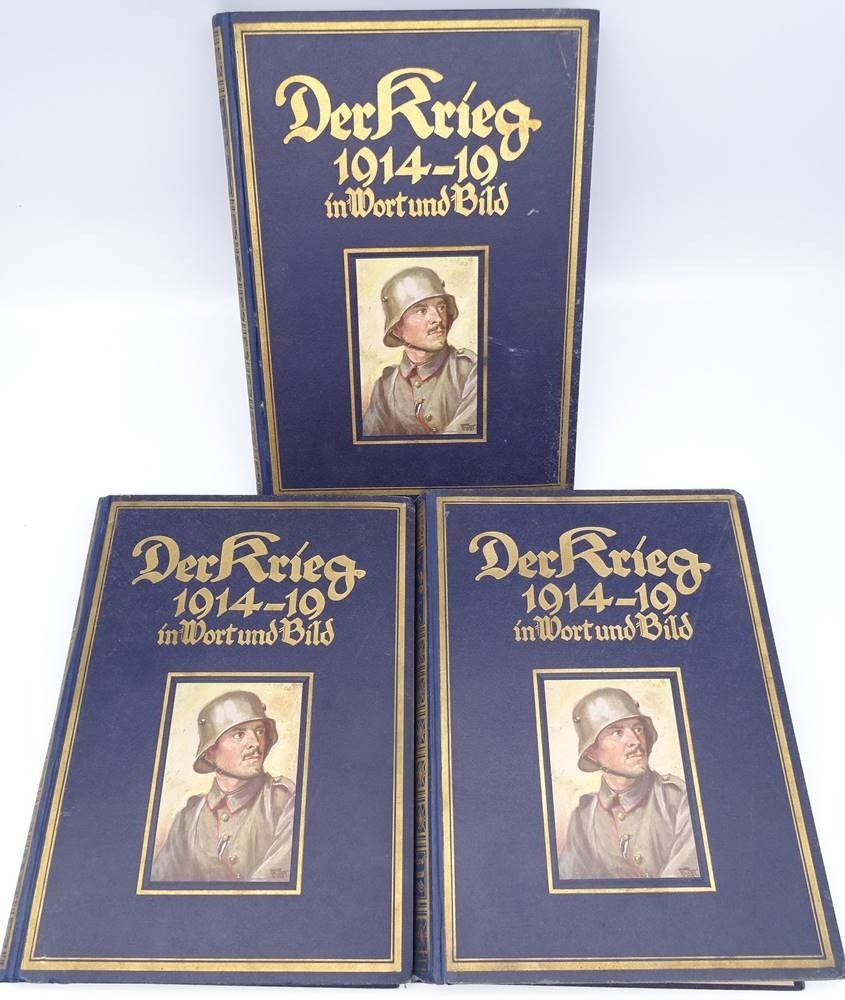 Der Krieg
1914-19
in Wort und Bild
Der Krieg
1914-19
in Wort und Bild
Der Krieg
1914-19
in Wort und Bild